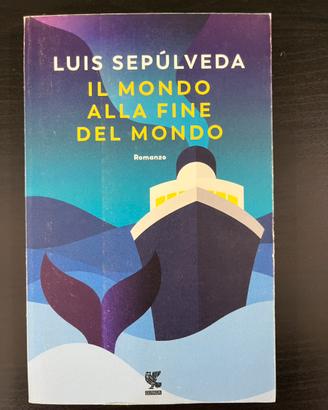 LUIS SEPÚLVEDA
IL MONDO
ALLA FINE
DEL MONDO
Romanzo